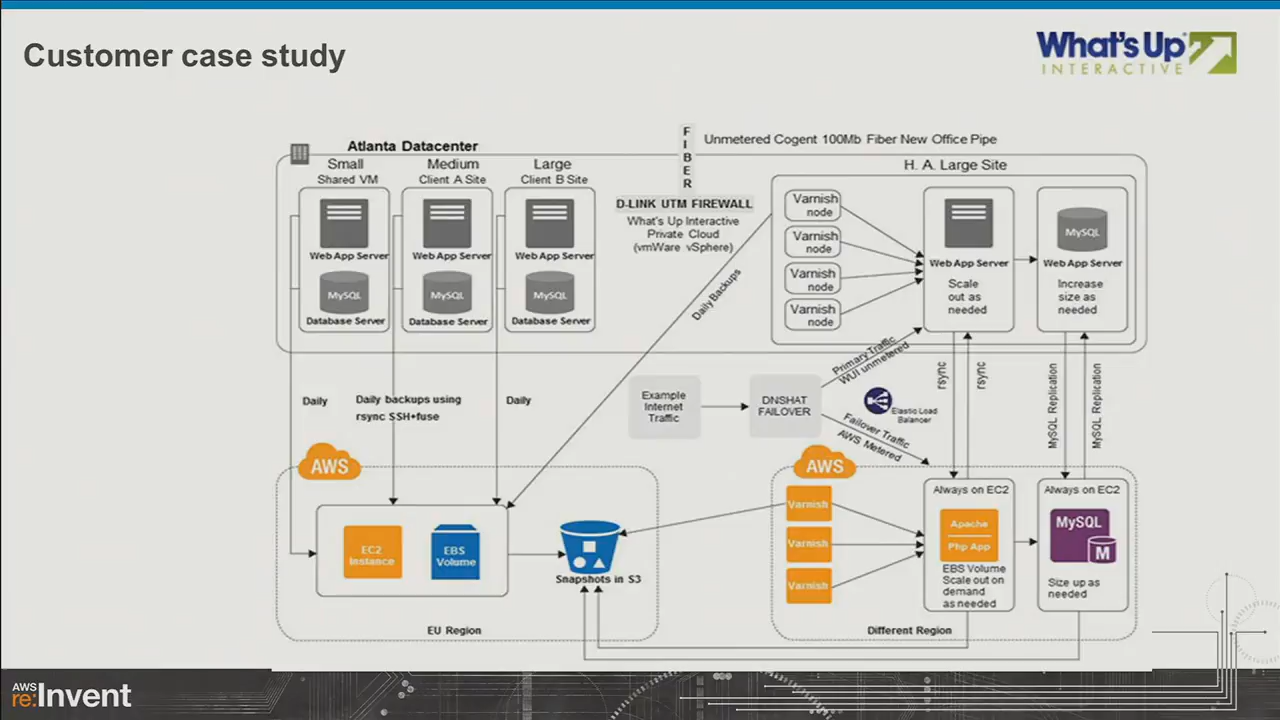 Customer case study
What'sUp
INTERACTIVE
FIBER
Unmetered Cogent 100Mb Fiber New Office Pipe
Atlanta Datacenter
Small
Shared VM
Web App Server
MySQL
Database Server
Medium
Client A Site
Web App Server
MySQL
Database Server
Large
Client B Site
Web App Server
MySQL
Database Server
D-LINK UTM FIREWALL
What's Up Interactive
Private Cloud
(vmWare vSphere)
H. A. Large Site
Varnish
node
Varnish
node
Varnish
node
Varnish
node
Web App Server
Scale
out as
needed
MySQL
Web App Server
Increase
size as
needed
Daily Backups
Daily
Daily backups using
rsync SSH+fuse
Daily
Example
Internet
Traffic
DNSHAT
FAILOVER
Primary Traffic
WUI unmetered
Elastic Load
Balancer
Failover Traffic
AWS Metered
rsync
rsync
MySQL Replication
MySQL Replication
AWS
EC2
Instance
EBS
Volume
Snapshots in S3
EU Region
AWS
Varnish
Varnish
Varnish
Always on EC2
Apache
Php App
EBS Volume
Scale out on
demand
as needed
Always on EC2
MySQL
M
Size up as
needed
Different Region
AWS
re:Invent